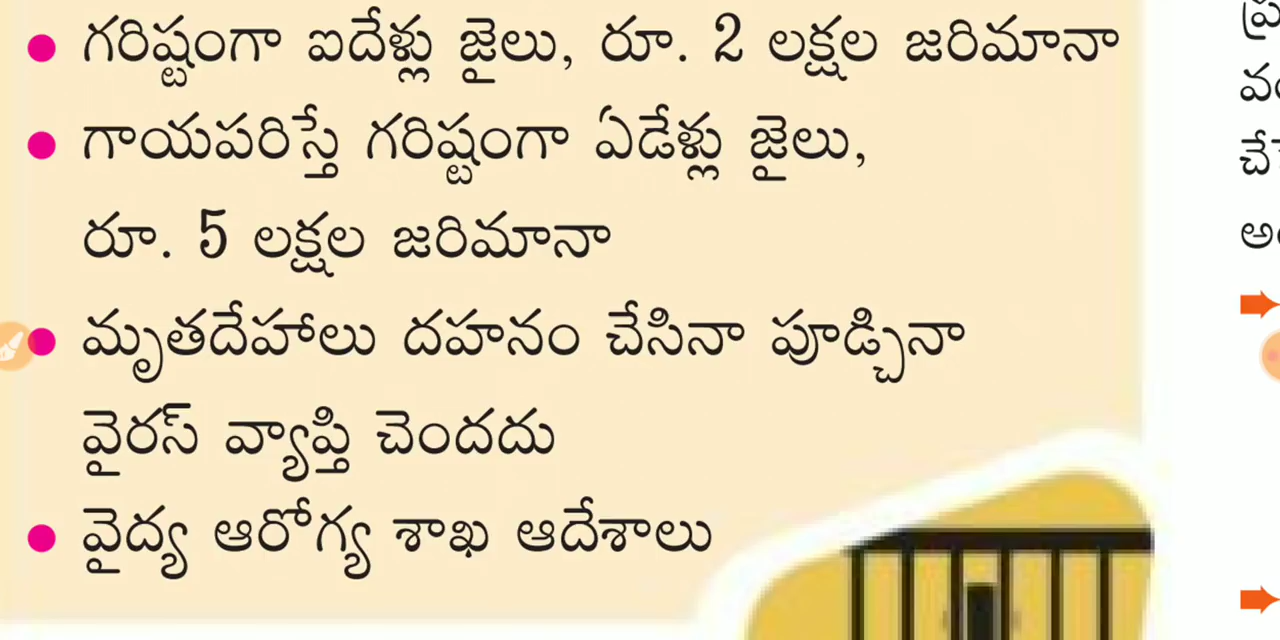 గరిష్టంగా ఐదేళ్లు జైలు, రూ. 2 లక్షల జరిమానా
గాయపరిస్తే గరిష్టంగా ఏడేళ్లు జైలు,
రూ. 5 లక్షల జరిమానా
మృతదేహాలు దహనం చేసినా పూడ్చినా
వైరస్ వ్యాప్తి చెందదు
వైద్య ఆరోగ్య శాఖ ఆదేశాలు